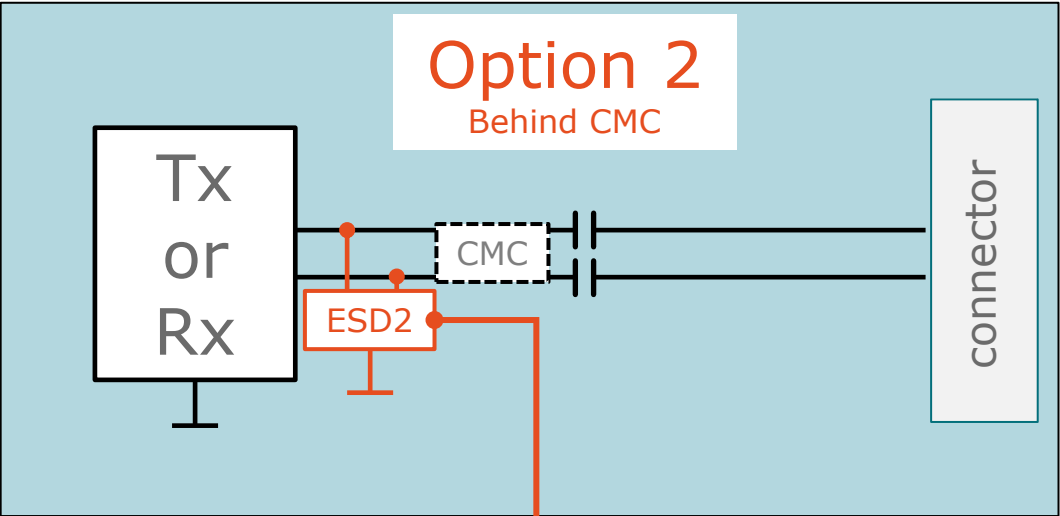 Option 2
Behind CMC
Tx
or
Rx
CMC
ESD2
connector